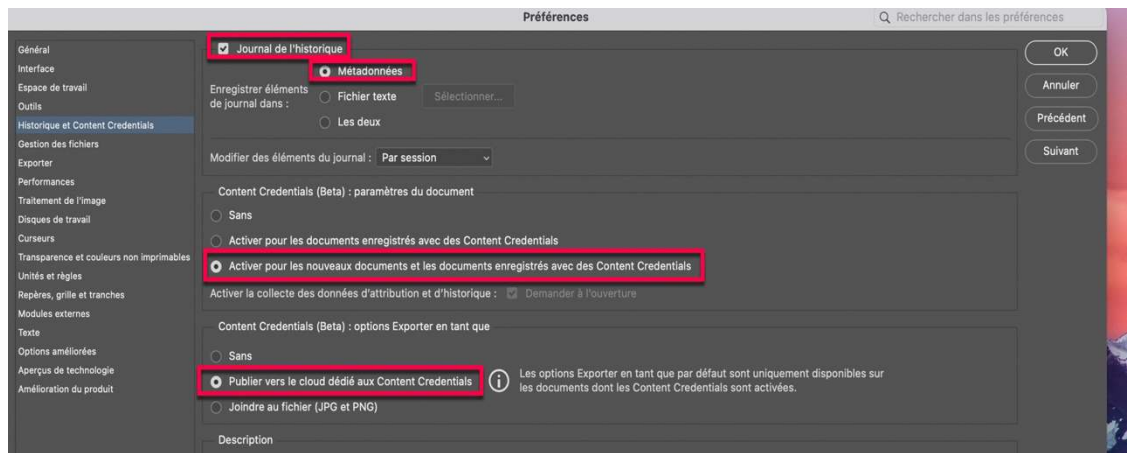 Préférences
Rechercher dans les préférences
Général
Interface
Espace de travail
Outils
Historique et Content Credentials
Gestion des fichiers
Exporter
Performances
Traitement de l'image
Disques de travail
Curseurs
Transparence et couleurs non imprimables
Unités et règles
Repères, grille et tranches
Modules externes
Texte
Options améliorées
Aperçus de technologie
Amélioration du produit
Journal de l'historique
Enregistrer éléments
de journal dans :
Métadonnées
Fichier texte
Sélectionner...
Les deux
Modifier des éléments du journal : Par session
Content Credentials (Beta) : paramètres du document
Sans
Activer pour les documents enregistrés avec des Content Credentials
Activer pour les nouveaux documents et les documents enregistrés avec des Content Credentials
Activer la collecte des données d'attribution et d'historique : Demander à l'ouverture
Content Credentials (Beta) : options Exporter en tant que
Sans
Publier vers le cloud dédié aux Content Credentials
Les options Exporter en tant que par défaut sont uniquement disponibles sur
les documents dont les Content Credentials sont activées.
Joindre au fichier (JPG et PNG)
Description
OK
Annuler
Précédent
Suivant